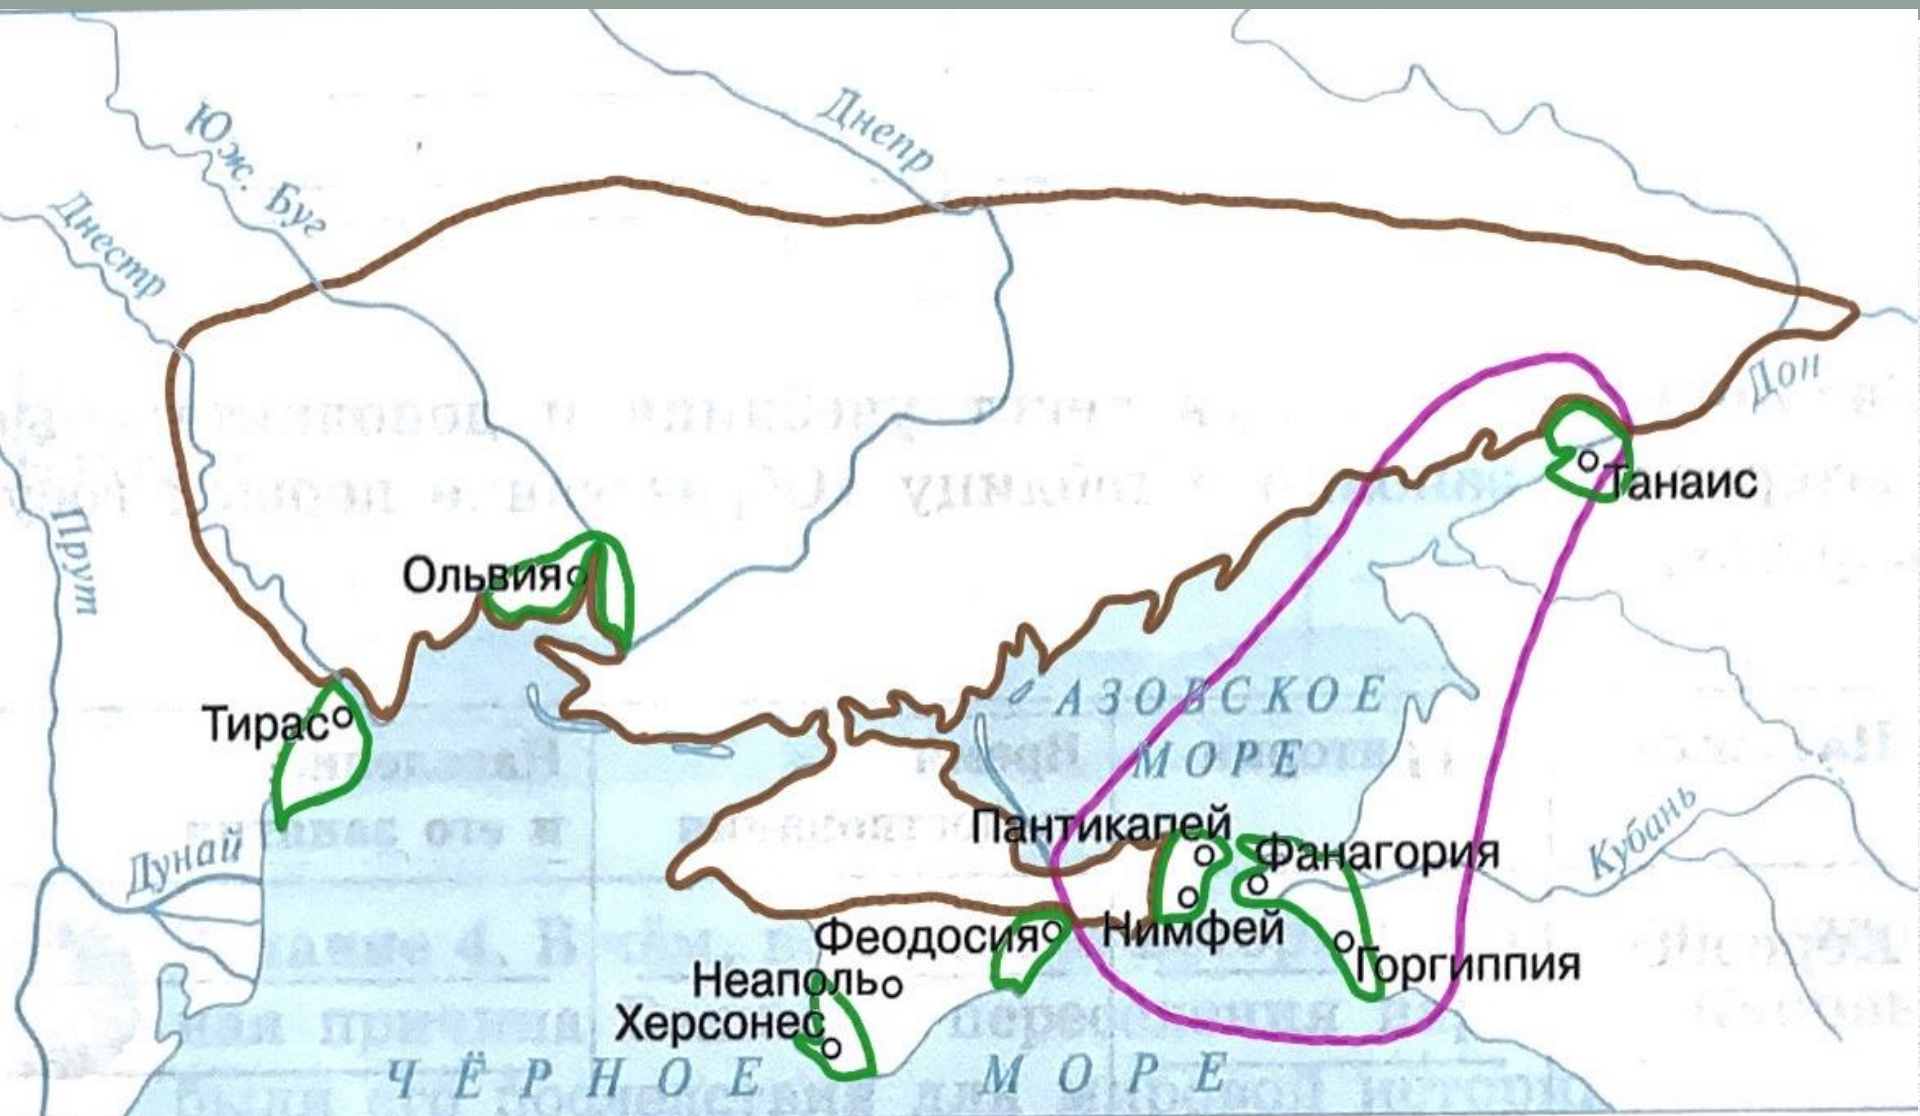 Днепр
Юж. Буг
Днестр
Дон
Танаис
Прут
Ольвия
Тирас
АЗОВСКОЕ
МОРЕ
Пантикапей
Фанагория
Кубань
Дунай
Феодосия
Нимфей
Горгиппия
Неаполь
Херсонес
ЧЁРНОЕ МОРЕ